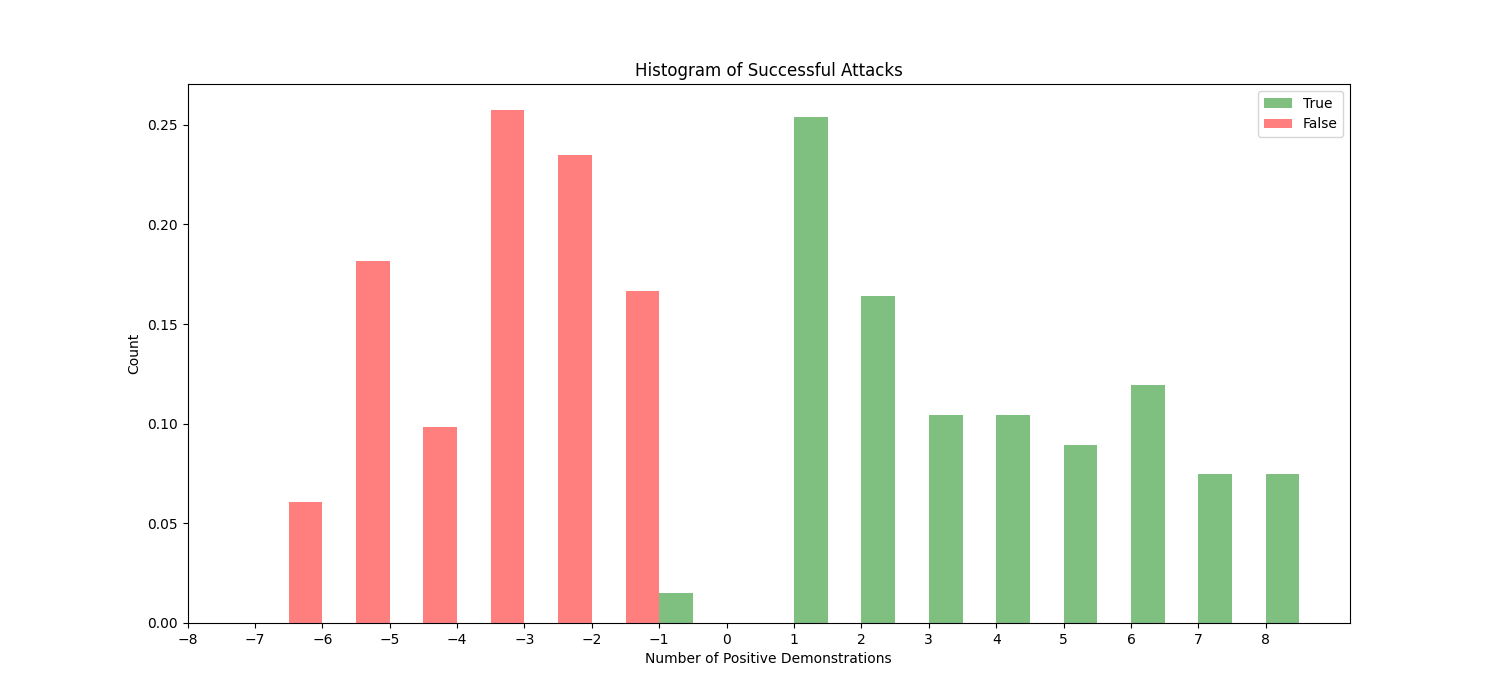 Histogram of Successful Attacks
True
False
Count
0.25
0.20
0.15
0.10
0.05
0.00
−8 −7 −6 −5 −4 −3 −2 −1 0 1 2 3 4 5 6 7 8
Number of Positive Demonstrations